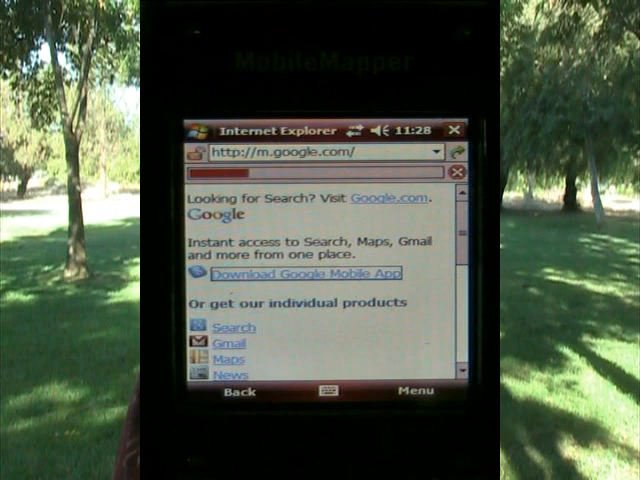 MobileMapper
Internet Explorer 11:28
http://m.google.com/
Looking for Search? Visit Google.com.
Google
Instant access to Search, Maps, Gmail
and more from one place.
Download Google Mobile App
Or get our individual products
Search
Gmail
Maps
News
Back Menu